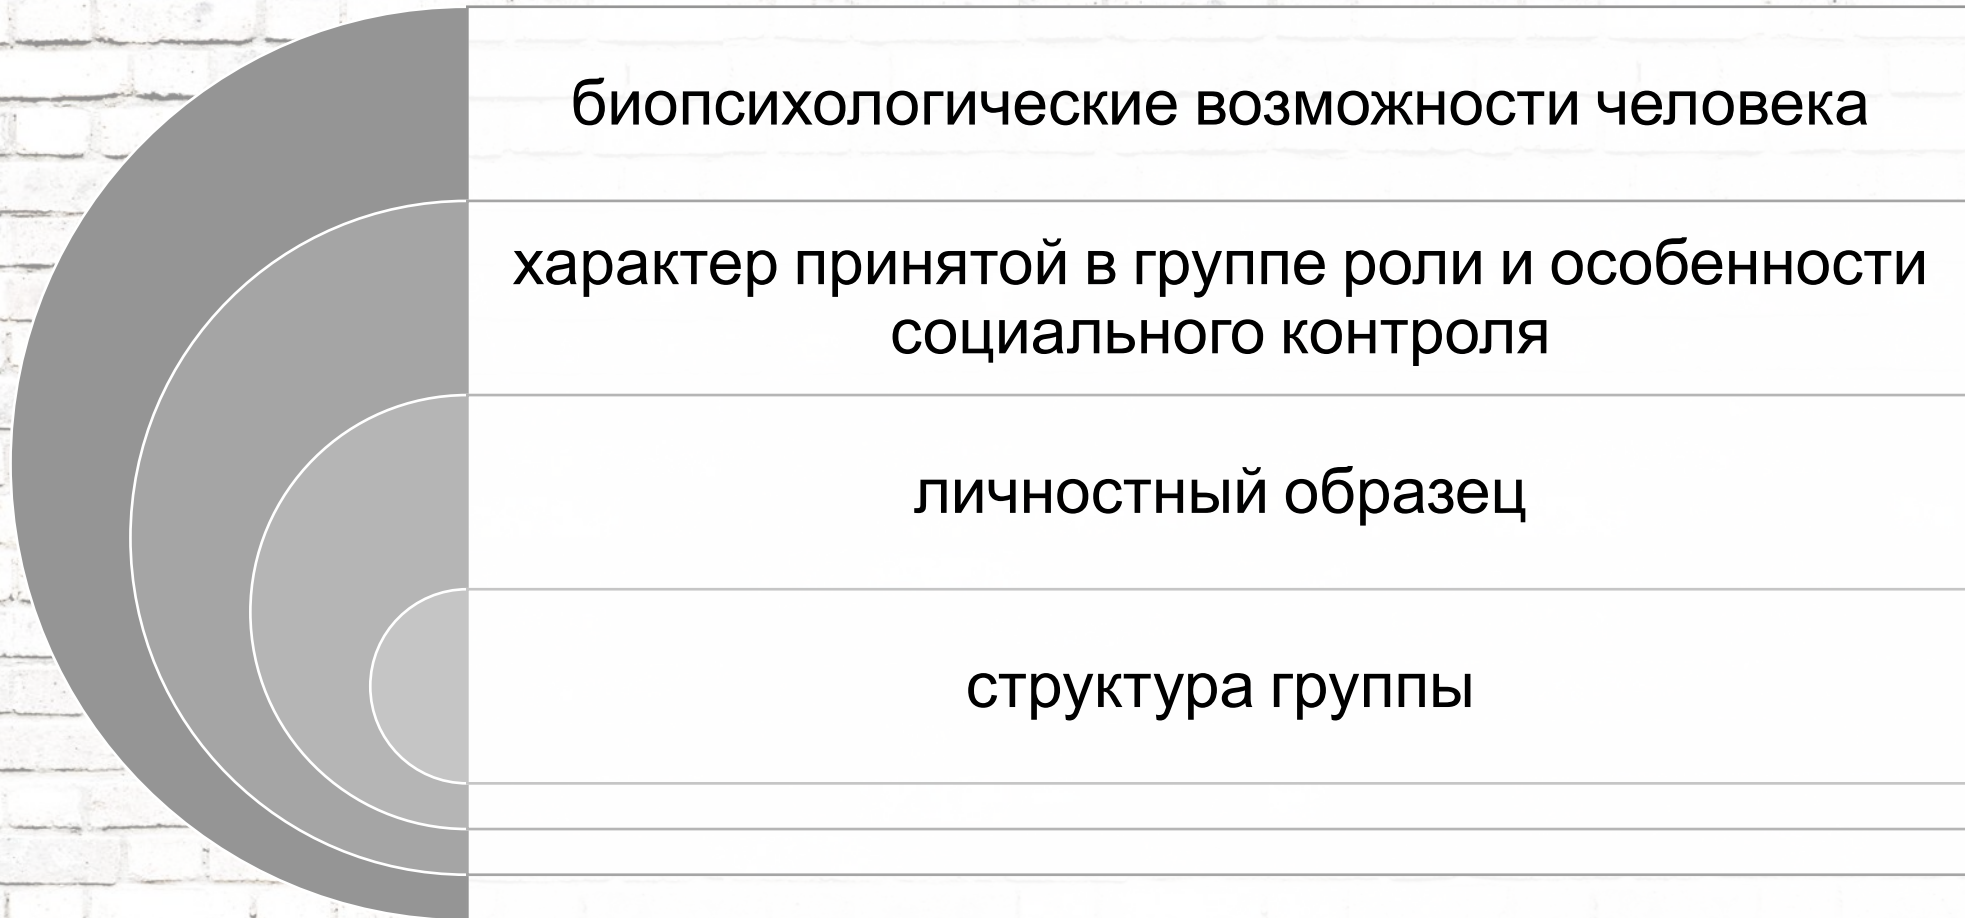 биопсихологические возможности человека
характер принятой в группе роли и особенности
социального контроля
личностный образец
структура группы